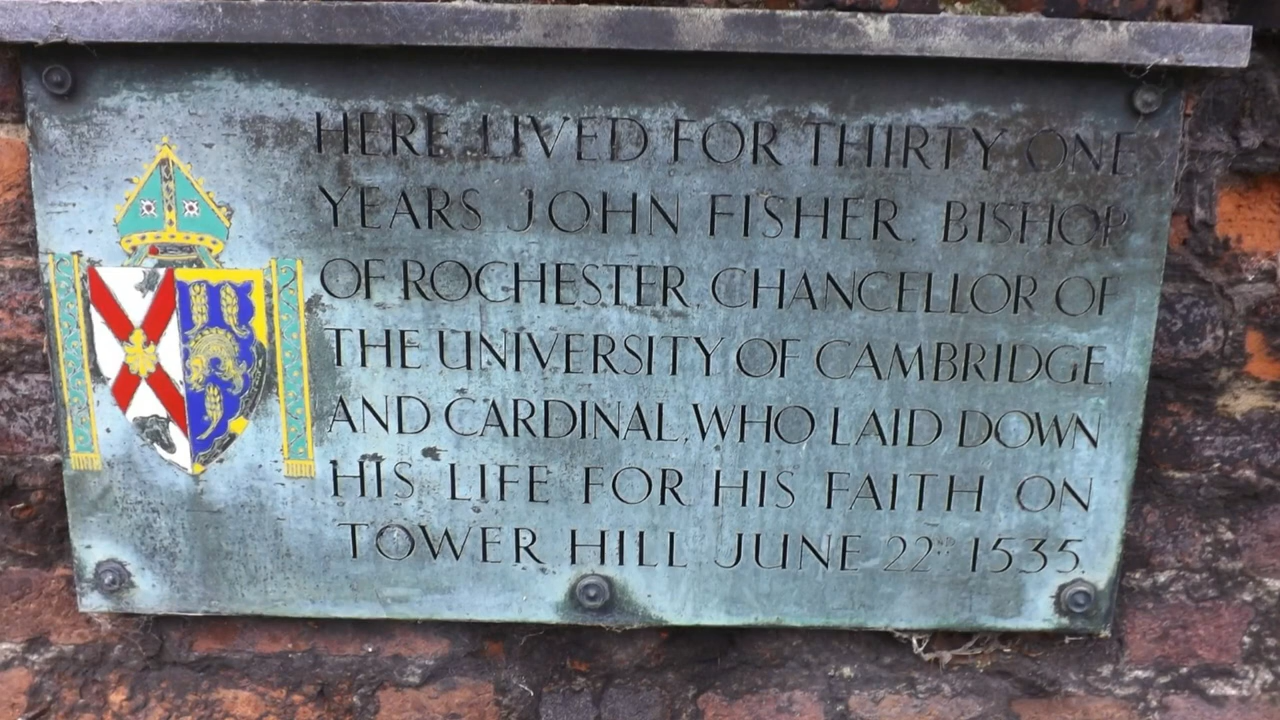 HERE LIVED FOR THIRTY ONE
YEARS JOHN FISHER, BISHOP
OF ROCHESTER, CHANCELLOR OF
THE UNIVERSITY OF CAMBRIDGE,
AND CARDINAL, WHO LAID DOWN
HIS LIFE FOR HIS FAITH ON
TOWER HILL JUNE 22ND 1535.